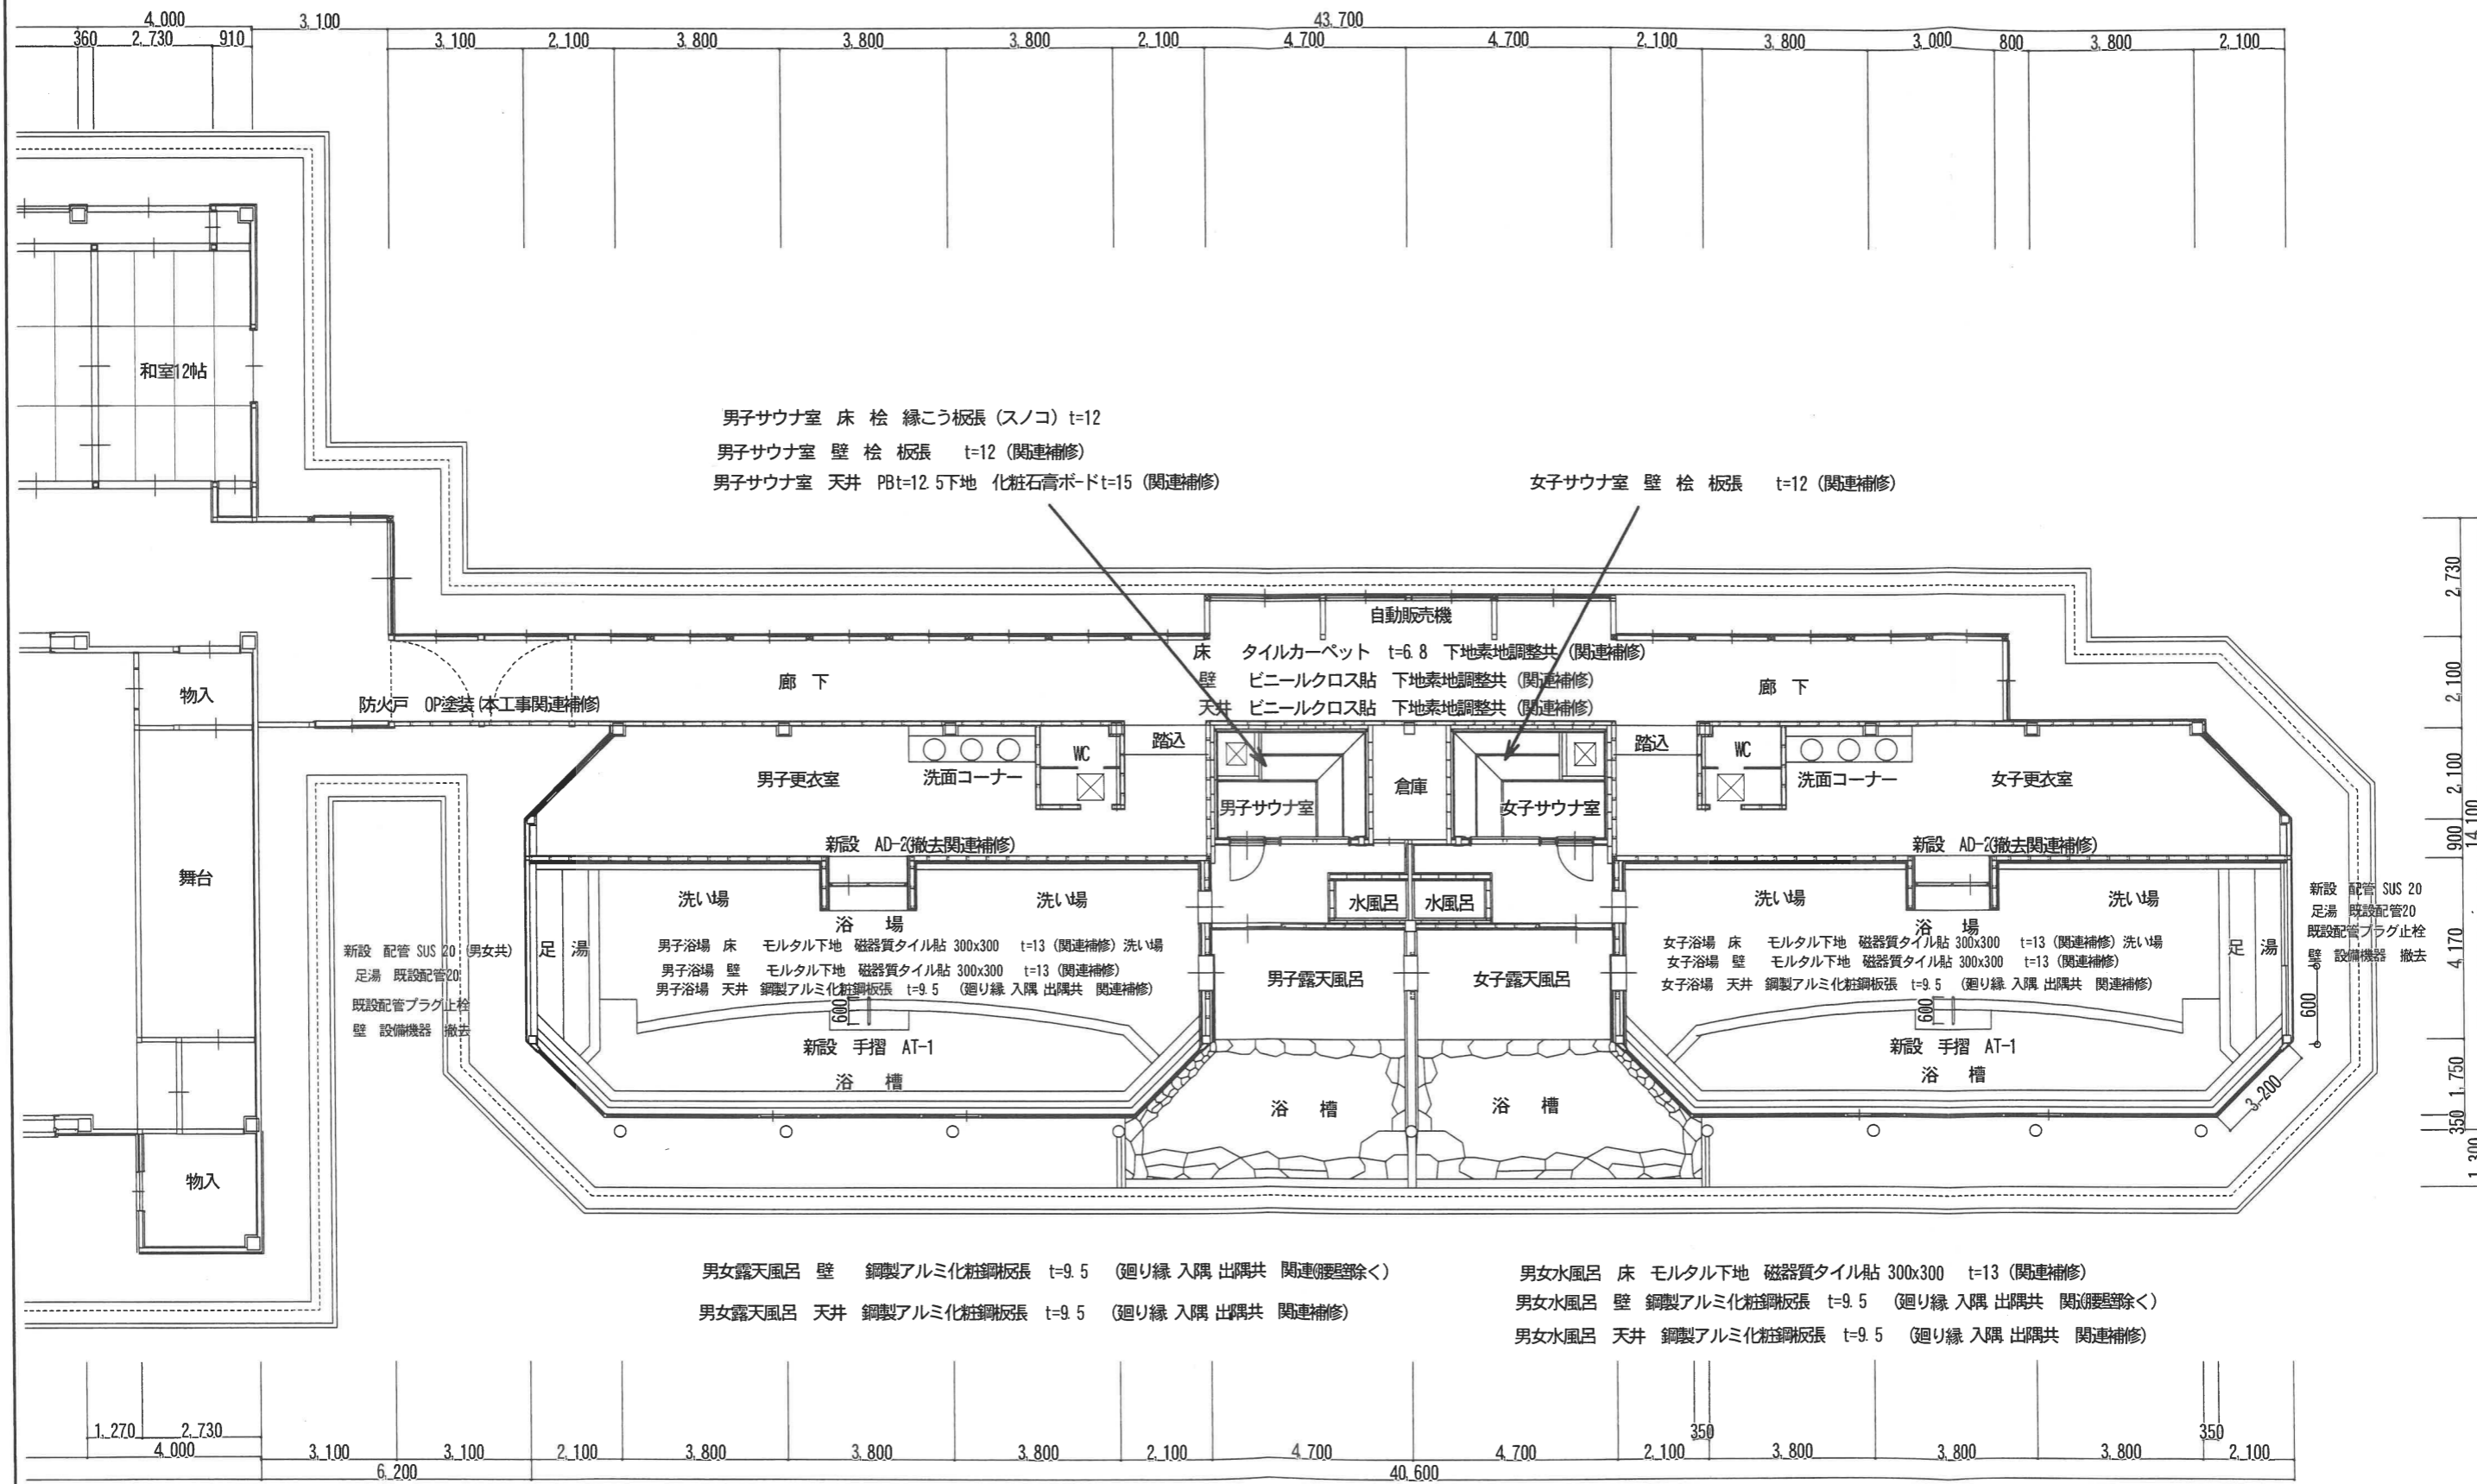 4,000 3,100 43,700
360 2,730 910 3,100 2,100 3,800 3,800 3,800 2,100 4,700 4,700 2,100 3,800 3,000 800 3,800 2,100
和室12帖
男子サウナ室 床 桧 縁こう板張 (スノコ) t=12
男子サウナ室 壁 桧 板張 t=12 (関連補修)
男子サウナ室 天井 PBt=12.5下地 化粧石膏ボードt=15 (関連補修)
女子サウナ室 壁 桧 板張 t=12 (関連補修)
自動販売機
床 タイルカーペット t=6.8 下地素地調整共 (関連補修)
壁 ビニールクロス貼 下地素地調整共 (関連補修)
天井 ビニールクロス貼 下地素地調整共 (関連補修)
物入
防火戸 OP塗装(本工事関連補修)
廊下
廊下
踏込
踏込
WC
WC
男子更衣室
洗面コーナー
男子サウナ室
倉庫
女子サウナ室
洗面コーナー
女子更衣室
新設 AD-2(撤去関連補修)
新設 AD-2(撤去関連補修)
舞台
洗い場
洗い場
水風呂
水風呂
洗い場
洗い場
浴場
男子浴場 床 モルタル下地 磁器質タイル貼 300x300 t=13 (関連補修) 洗い場
男子浴場 壁 モルタル下地 磁器質タイル貼 300x300 t=13 (関連補修)
男子浴場 天井 鋼製アルミ化粧鋼板張 t=9.5 (廻り縁 入隅 出隅共 関連補修)
浴場
女子浴場 床 モルタル下地 磁器質タイル貼 300x300 t=13 (関連補修) 洗い場
女子浴場 壁 モルタル下地 磁器質タイル貼 300x300 t=13 (関連補修)
女子浴場 天井 鋼製アルミ化粧鋼板張 t=9.5 (廻り縁 入隅 出隅共 関連補修)
新設 配管 SUS 20 (男女共)
足湯 既設配管20
既設配管プラグ止栓
壁 設備機器 撤去
足湯
足湯
新設 配管 SUS 20
足湯 既設配管20
既設配管プラグ止栓
壁 設備機器 撤去
男子露天風呂
女子露天風呂
600
600
600
新設 手摺 AT-1
新設 手摺 AT-1
浴槽
浴槽
浴槽
浴槽
3,200
物入
2,730
2,100
2,100
900
4,170
1,750
350
1,300
14,100
男女露天風呂 壁 鋼製アルミ化粧鋼板張 t=9.5 (廻り縁 入隅 出隅共 関連(腰壁除く)
男女露天風呂 天井 鋼製アルミ化粧鋼板張 t=9.5 (廻り縁 入隅 出隅共 関連補修)
男女水風呂 床 モルタル下地 磁器質タイル貼 300x300 t=13 (関連補修)
男女水風呂 壁 鋼製アルミ化粧鋼板張 t=9.5 (廻り縁 入隅 出隅共 関連(腰壁除く)
男女水風呂 天井 鋼製アルミ化粧鋼板張 t=9.5 (廻り縁 入隅 出隅共 関連補修)
1,270 2,730 350 350
4,000 3,100 3,100 2,100 3,800 3,800 3,800 2,100 4,700 4,700 2,100 3,800 3,800 3,800 2,100
6,200 40,600